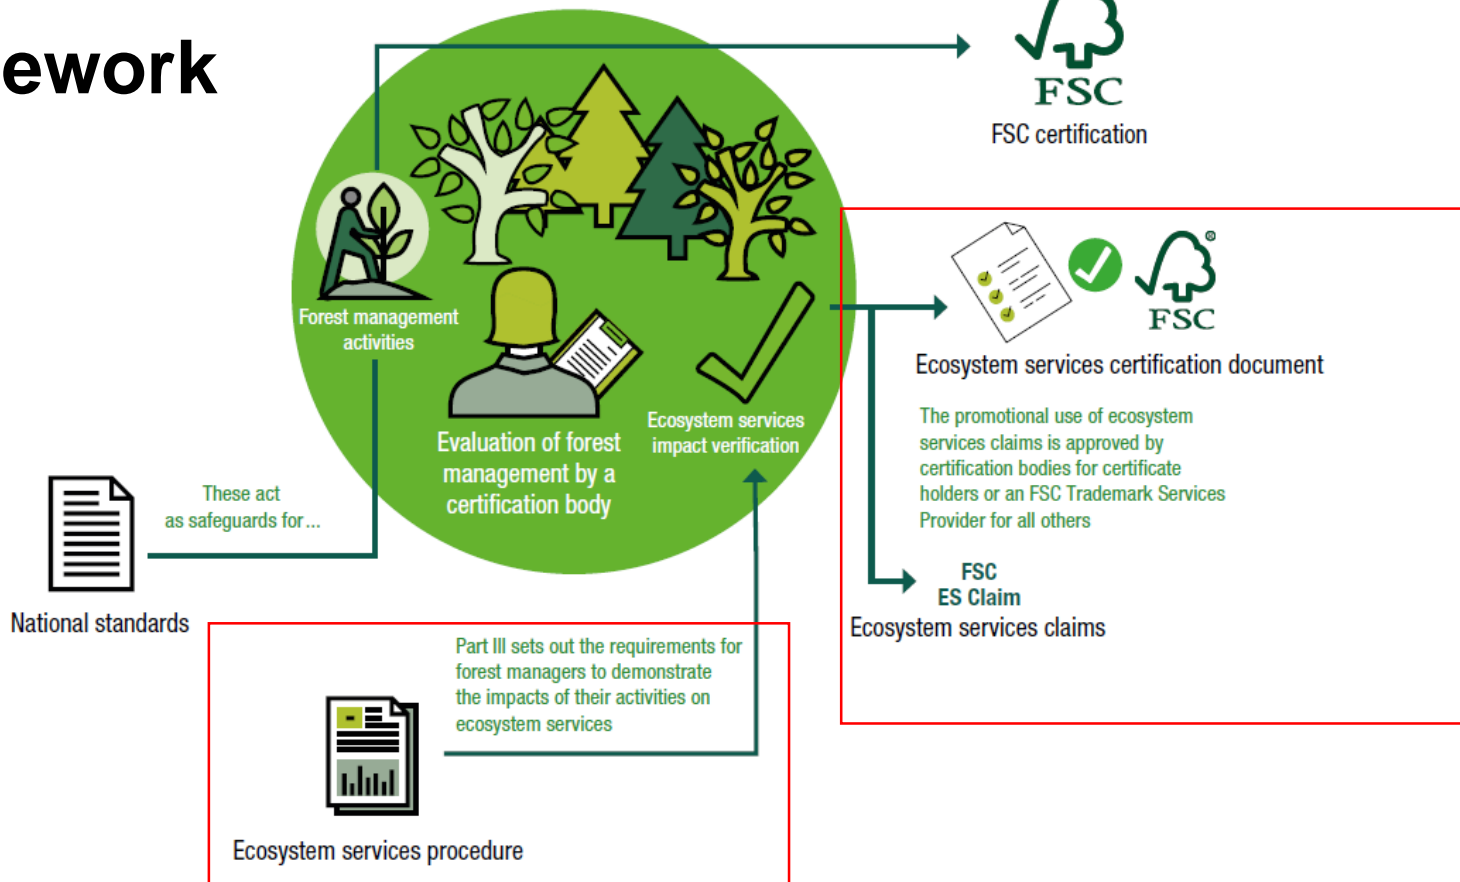 ework
FSC
FSC certification
Forest management
activities
Evaluation of forest
management by a
certification body
Ecosystem services
impact verification
®
FSC
Ecosystem services certification document
The promotional use of ecosystem
services claims is approved by
certification bodies for certificate
holders or an FSC Trademark Services
Provider for all others
FSC
ES Claim
Ecosystem services claims
These act
as safeguards for...
National standards
Part III sets out the requirements for
forest managers to demonstrate
the impacts of their activities on
ecosystem services
Ecosystem services procedure